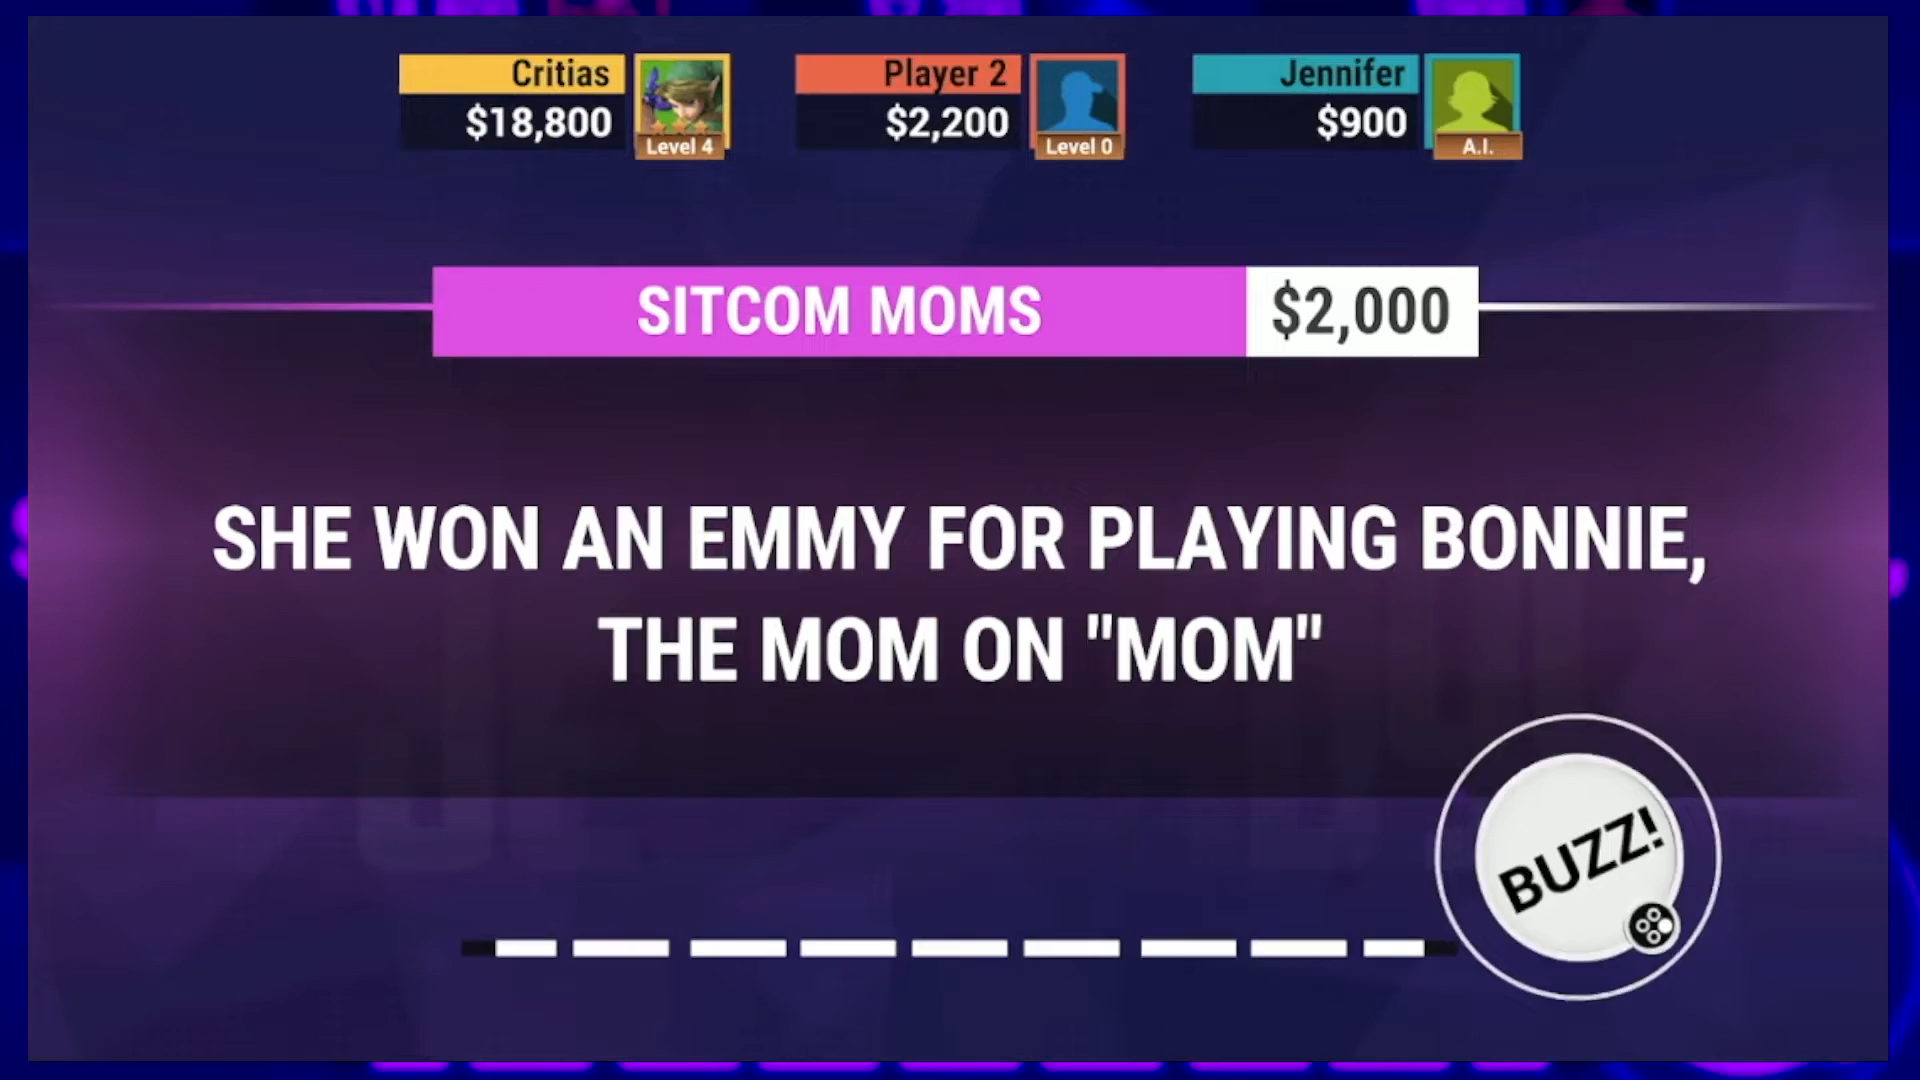 Critias
$18,800
Level 4
Player 2
$2,200
Level 0
Jennifer
$900
A.I.
SITCOM MOMS
$2,000
SHE WON AN EMMY FOR PLAYING BONNIE,
THE MOM ON "MOM"
BUZZ!